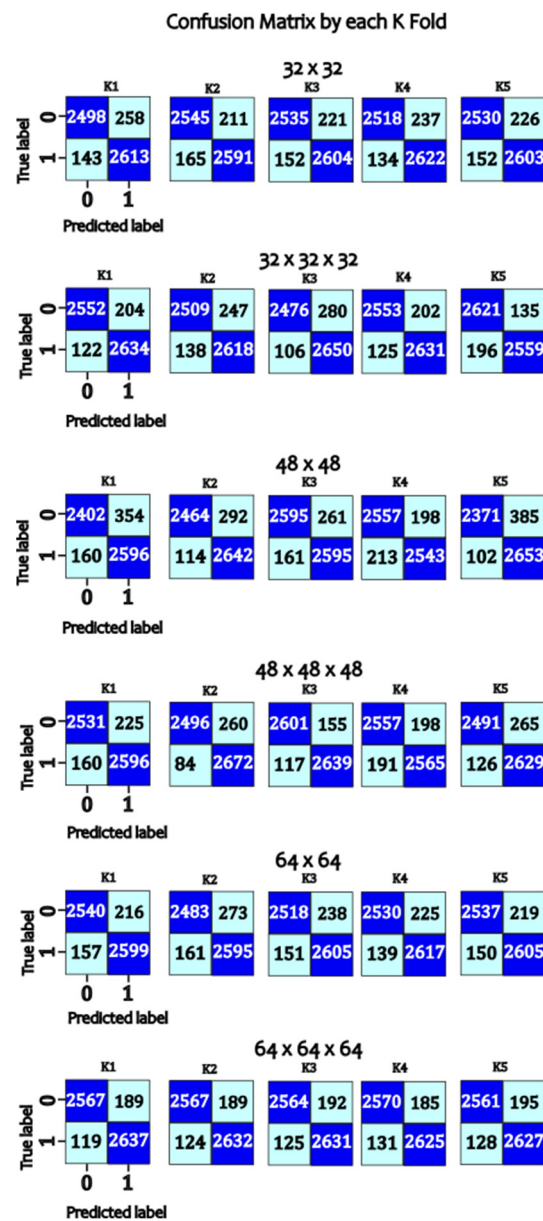 Confusion Matrix by each K Fold
32 x 32
K1 K2 K3 K4 K5
0 2498 258 2545 211 2535 221 2518 237 2530 226
True label
1 143 2613 165 2591 152 2604 134 2622 152 2603
0 1
Predicted label
32 x 32 x 32
K1 K2 K3 K4 K5
0 2552 204 2509 247 2476 280 2553 202 2621 135
True label
1 122 2634 138 2618 106 2650 125 2631 196 2559
0 1
Predicted label
48 x 48
K1 K2 K3 K4 K5
0 2402 354 2464 292 2595 261 2557 198 2371 385
True label
1 160 2596 114 2642 161 2595 213 2543 102 2653
0 1
Predicted label
48 x 48 x 48
K1 K2 K3 K4 K5
0 2531 225 2496 260 2601 155 2557 198 2491 265
True label
1 160 2596 84 2672 117 2639 191 2565 126 2629
0 1
Predicted label
64 x 64
K1 K2 K3 K4 K5
0 2540 216 2483 273 2518 238 2530 225 2537 219
True label
1 157 2599 161 2595 151 2605 139 2617 150 2605
0 1
Predicted label
64 x 64 x 64
K1 K2 K3 K4 K5
0 2567 189 2567 189 2564 192 2570 185 2561 195
True label
1 119 2637 124 2632 125 2631 131 2625 128 2627
0 1
Predicted label